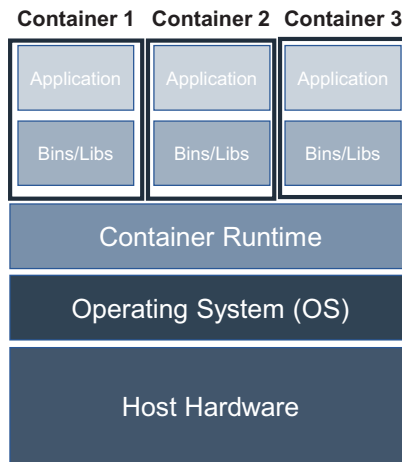 Container 1 Container 2 Container 3
Application Application Application
Bins/Libs Bins/Libs Bins/Libs
Container Runtime
Operating System (OS)
Host Hardware